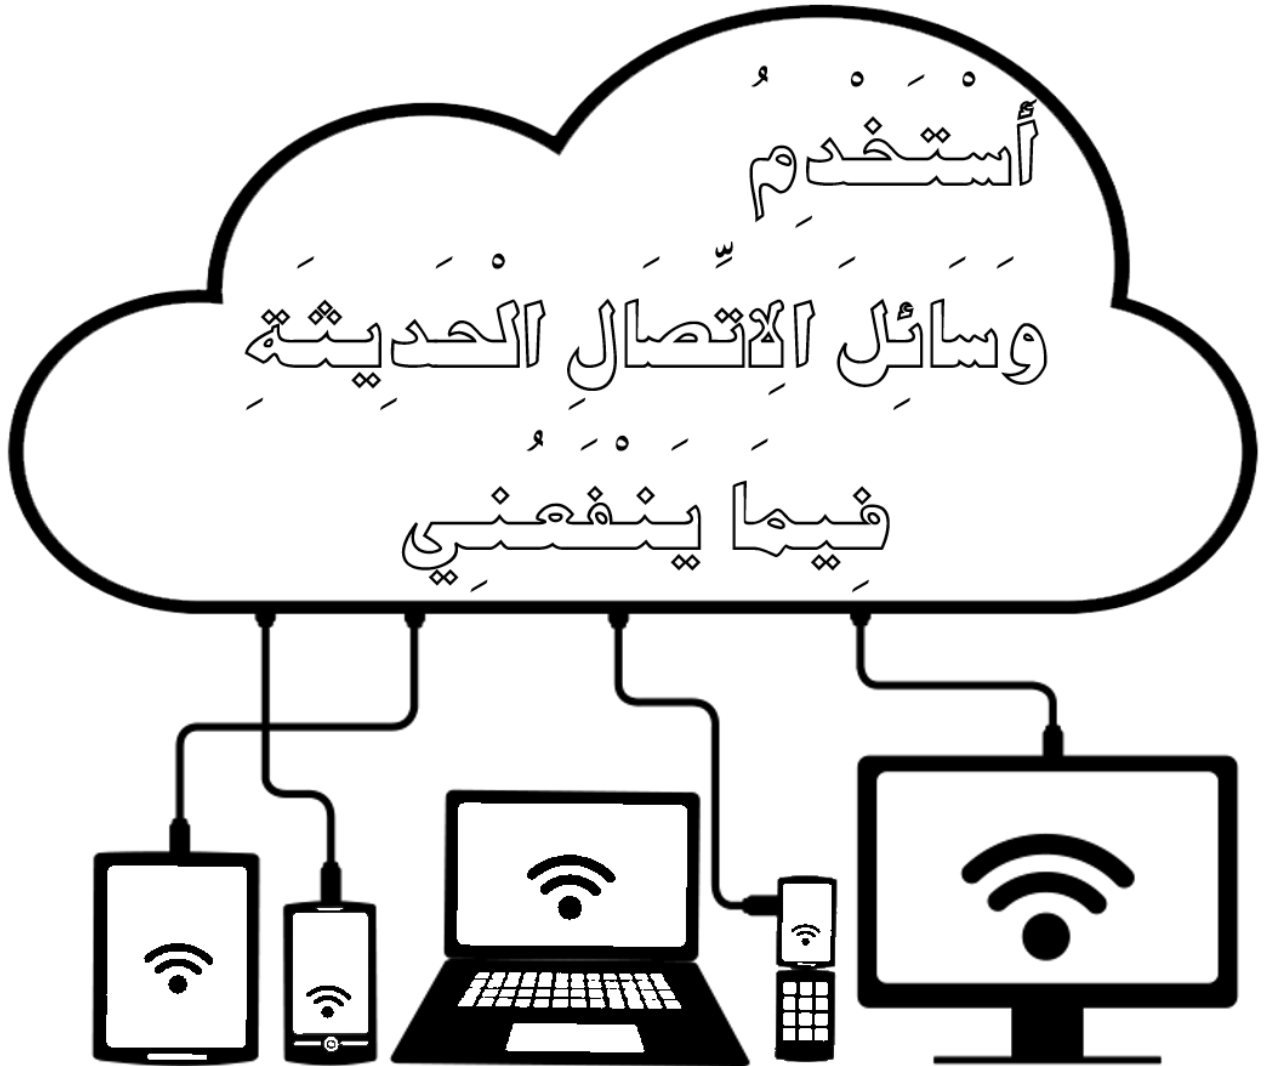 أَسْتَخْدِمُ
وَسَائِلِ الِاتِّصَالِ الْحَدِيثَةِ
فِيمَا يَنْفَعُنِي